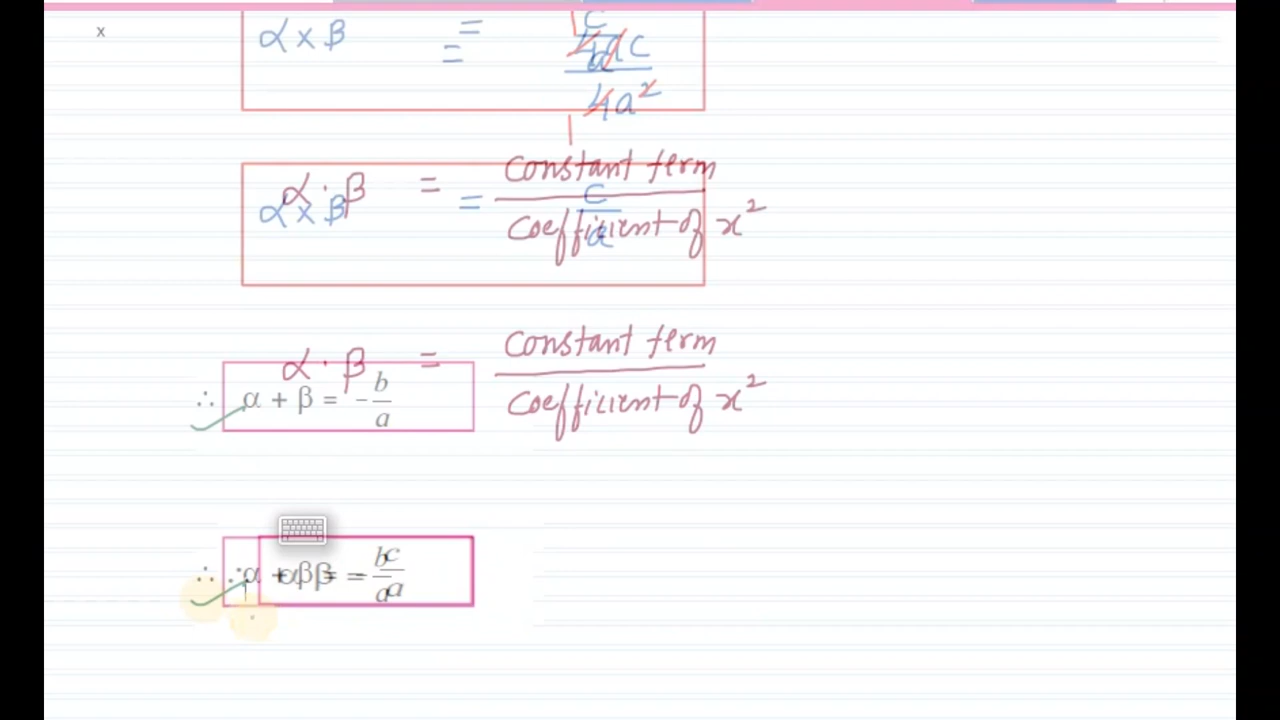 α × β = 4ac
4a²
α · β = Constant term
Coefficient of x²
α × β = c
a
α · β = Constant term
Coefficient of x²
∴ α + β = - b
a
∴ α + β = - b
a
∴ αβ = c
a